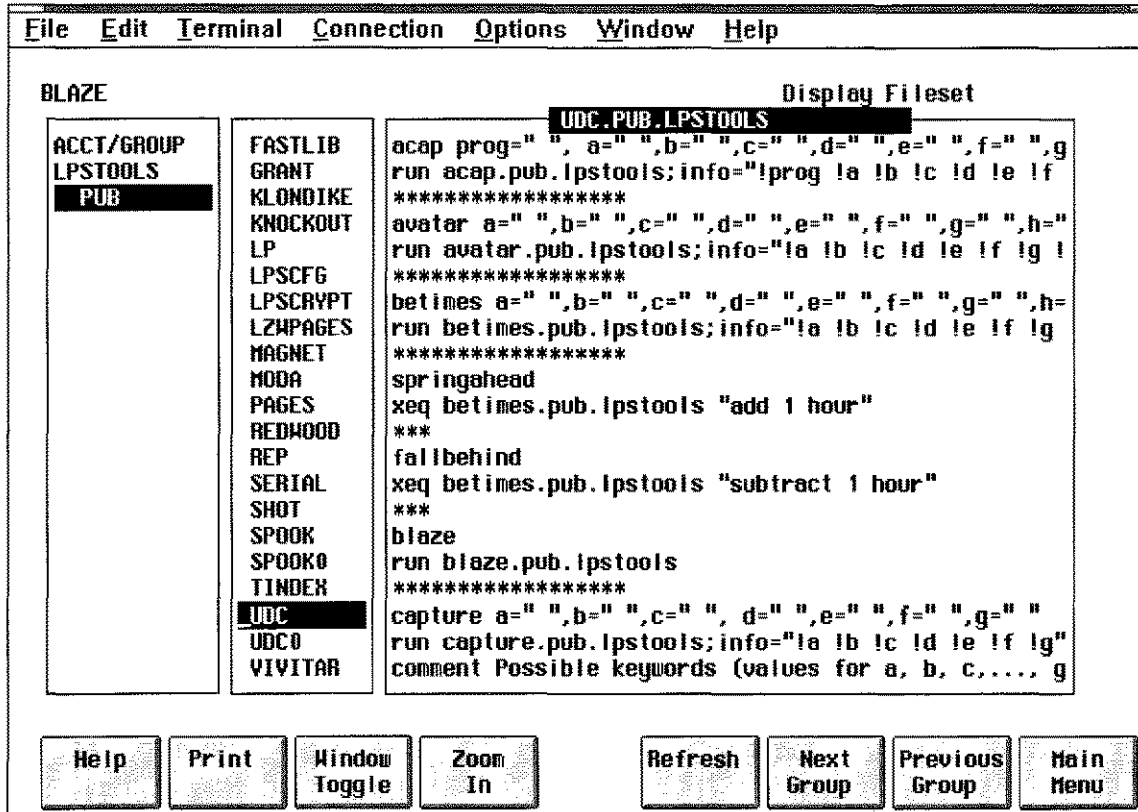 File Edit Terminal Connection Options Window Help
BLAZE
Display Fileset
ACCT/GROUP
LPSTOOLS
PUB
FASTLIB
GRANT
KLONDIKE
KNOCKOUT
LP
LPSCFG
LPSCRYPT
LZWPAGES
MAGNET
MODA
PAGES
REDWOOD
REP
SERIAL
SHOT
SPOOK
SPOOK0
TINDEX
UDC
UDC0
VIVITAR
UDC.PUB.LPSTOOLS
acap prog=" ", a=" ",b=" ",c=" ",d=" ",e=" ",f=" ",g
run acap.pub.lpstools;info="!prog !a !b !c !d !e !f
******************
avatar a=" ",b=" ",c=" ",d=" ",e=" ",f=" ",g=" ",h="
run avatar.pub.lpstools;info="!a !b !c !d !e !f !g !
******************
betimes a=" ",b=" ",c=" ",d=" ",e=" ",f=" ",g=" ",h=
run betimes.pub.lpstools;info="!a !b !c !d !e !f !g
******************
springahead
xeq betimes.pub.lpstools "add 1 hour"
***
fallbehind
xeq betimes.pub.lpstools "subtract 1 hour"
***
blaze
run blaze.pub.lpstools
******************
capture a=" ",b=" ",c=" ", d=" ",e=" ",f=" ",g=" "
run capture.pub.lpstools;info="!a !b !c !d !e !f !g"
comment Possible keywords (values for a, b, c,..., g
Help
Print
Window
Toggle
Zoom
In
Refresh
Next
Group
Previous
Group
Main
Menu